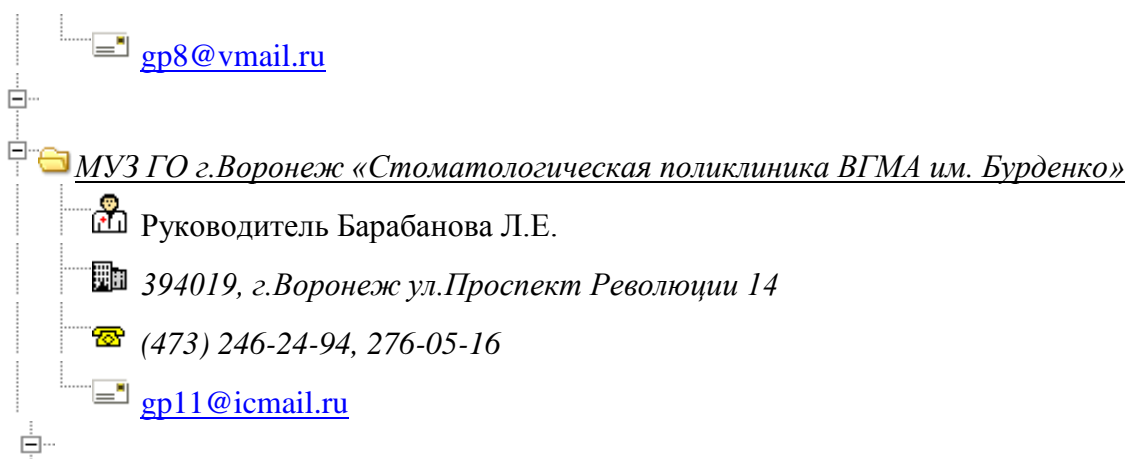 gp8@vmail.ru
МУЗ ГО г.Воронеж «Стоматологическая поликлиника ВГМА им. Бурденко»
Руководитель Барабанова Л.Е.
394019, г.Воронеж ул.Проспект Революции 14
(473) 246-24-94, 276-05-16
gp11@icmail.ru